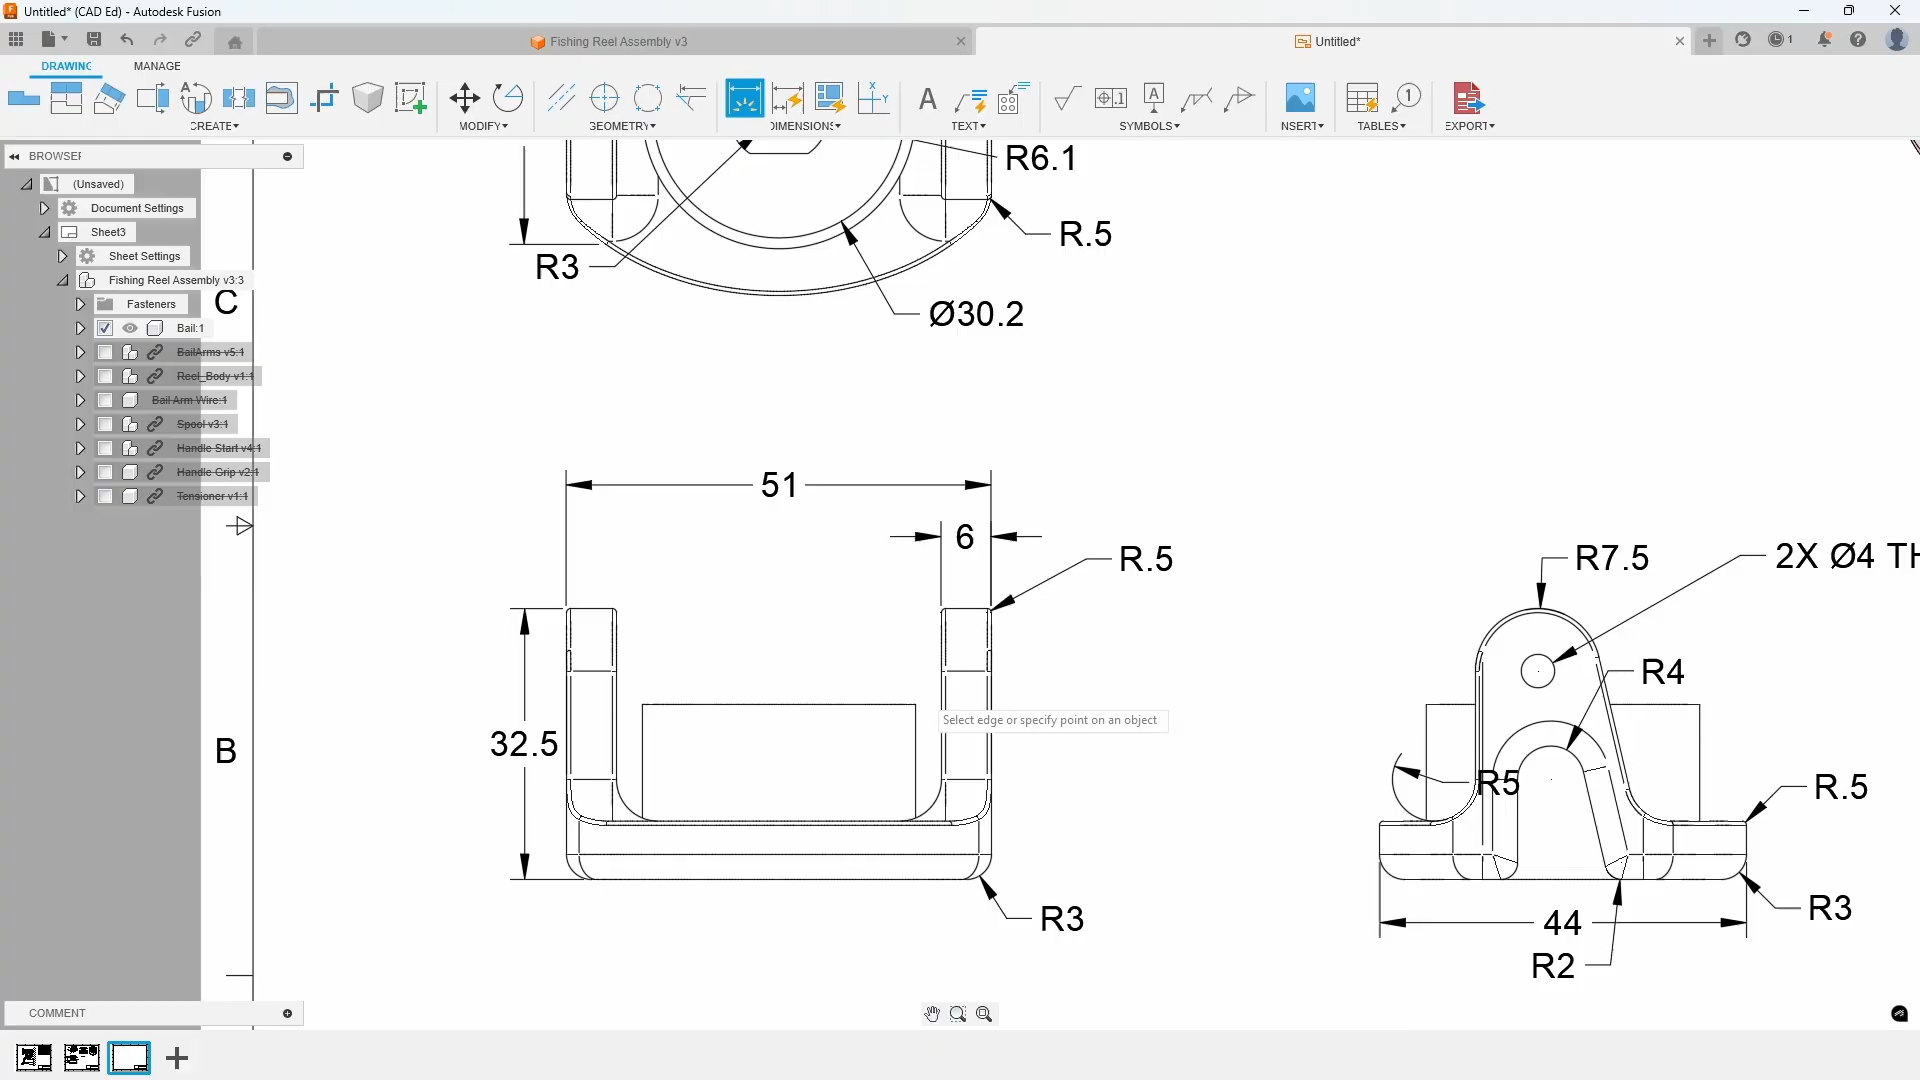 Untitled* (CAD Ed) - Autodesk Fusion
Fishing Reel Assembly v3
Untitled*
1
DRAWING
MANAGE
CREATE▾
MODIFY▾
GEOMETRY▾
DIMENSIONS▾
TEXT▾
SYMBOLS▾
INSERT▾
TABLES▾
EXPORT▾
BROWSER
(Unsaved)
Document Settings
Sheet3
Sheet Settings
Fishing Reel Assembly v3:3
Fasteners
Bail:1
BailArms v5:1
Reel_Body v1:1
Bail Arm Wire:1
Spool v3:1
Handle Start v4:1
Handle Grip v2:1
Tensioner v1:1
C
B
R6.1
R.5
R3
Ø30.2
51
6
R.5
32.5
R3
Select edge or specify point on an object
R7.5
2X Ø4 TH
R4
R5
R.5
44
R3
R2
COMMENT